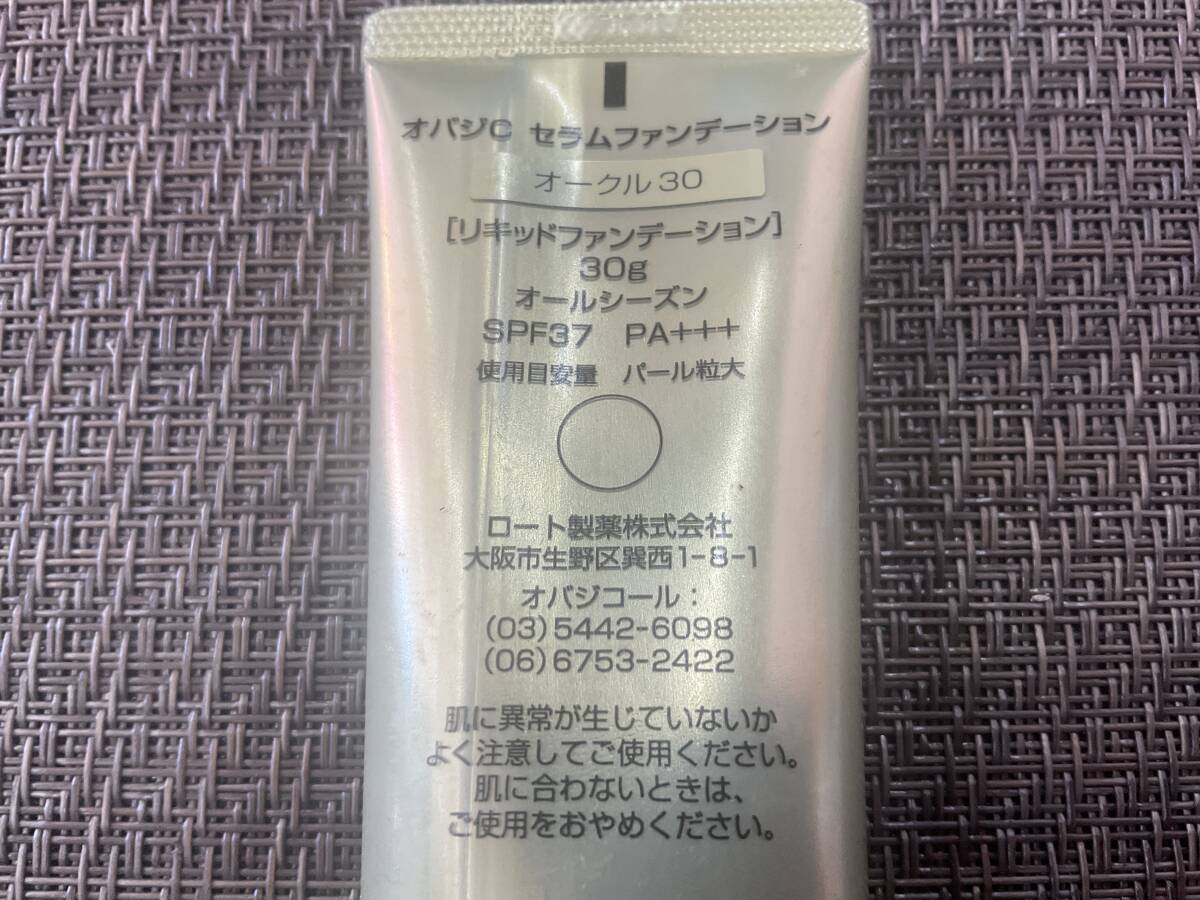 オバジC セラムファンデーション
オークル30
[リキッドファンデーション]
30g
オールシーズン
SPF37 PA+++
使用目安量 パール粒大
ロート製薬株式会社
大阪市生野区巽西1-8-1
オバジコール:
(03)5442-6098
(06)6753-2422
肌に異常が生じていないか
よく注意してご使用ください。
肌に合わないときは、
ご使用をおやめください。